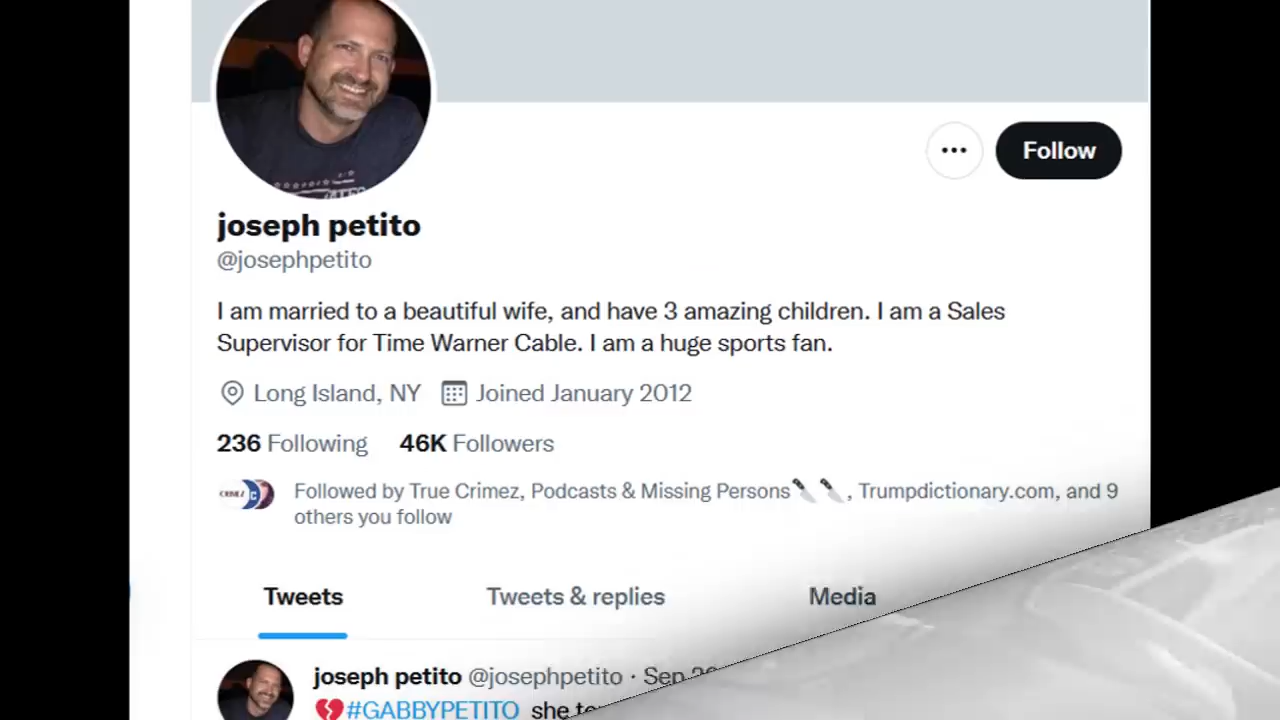 Follow
joseph petito
@josephpetito
I am married to a beautiful wife, and have 3 amazing children. I am a Sales
Supervisor for Time Warner Cable. I am a huge sports fan.
Long Island, NY Joined January 2012
236 Following 46K Followers
Followed by True Crimez, Podcasts & Missing Persons🔪🔪, Trumpdictionary.com, and 9
others you follow
Tweets Tweets & replies Media
joseph petito @josephpetito · Sep
💔#GABBYPETITO she